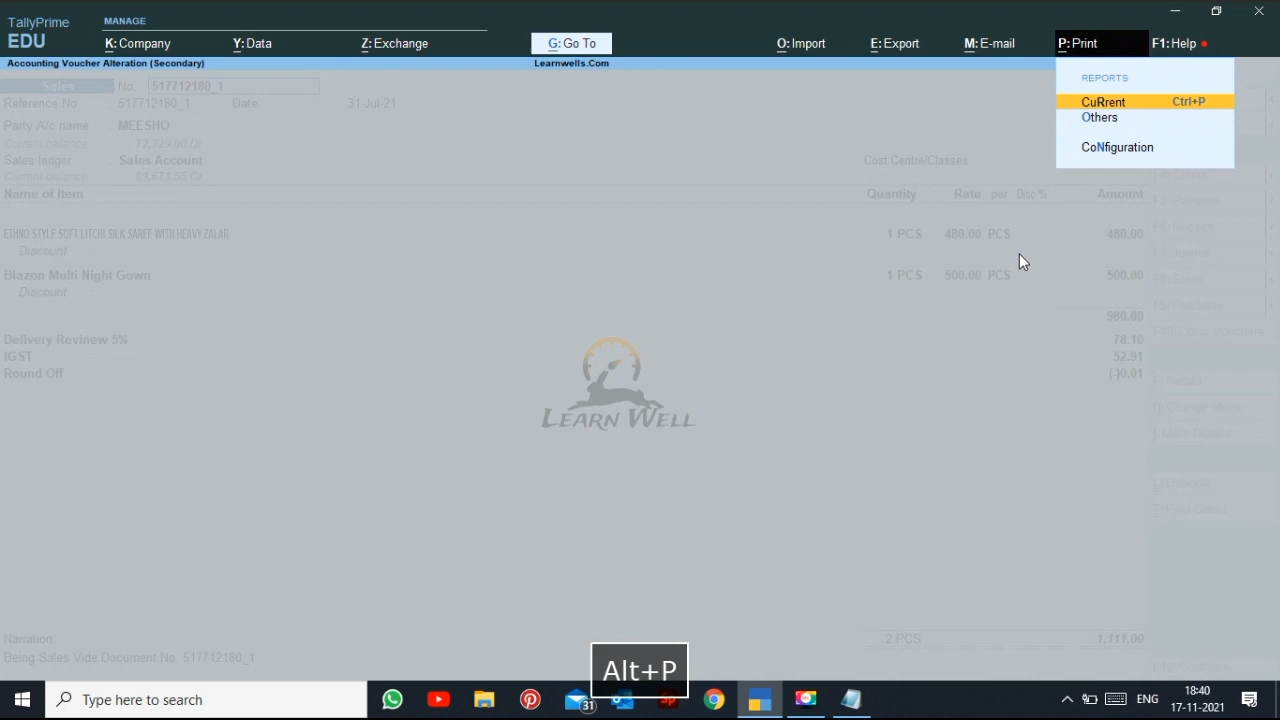 TallyPrime
EDU
MANAGE
K: Company
Y: Data
Z: Exchange
G: Go To
O: Import
E: Export
M: E-mail
P: Print
F1: Help
Accounting Voucher Alteration (Secondary)
Learnwells.Com
REPORTS
CuRrent Ctrl+P
Others
CoNfiguration
Sales No. 517712180_1
Reference No. : 517712180_1 Date 31-Jul-21
Party A/c name : MEESHO
Current balance : 72,729.00 Cr
Sales ledger : Sales Account
Cost Centre/Classes
Current balance : 89,671.55 Cr
Name of Item Quantity Rate per Disc % Amount
ETHNO STYLE SOFT LITCHI SILK SAREE WITH HEAVY ZALAR 1 PCS 480.00 PCS 480.00
Discount :
Blazon Multi Night Gown 1 PCS 500.00 PCS 500.00
Discount :
980.00
Delivery Revinew 5% 78.10
IGST 52.91
Round Off (-)0.01
LEARN WELL
Narration:
2 PCS 1,111.00
Being Sales Vide Document No. 517712180_1
Alt+P
Type here to search
31
Sp
ENG
18:40
17-11-2021